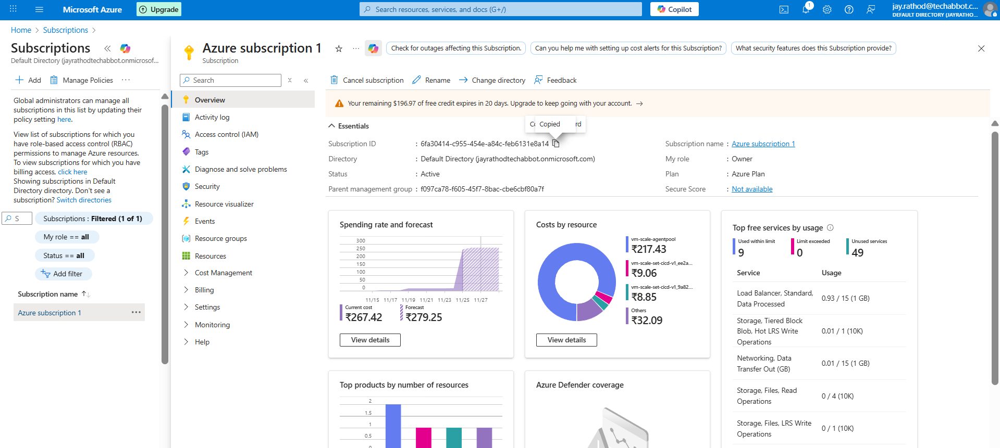 Microsoft Azure
Upgrade
Search resources, services, and docs (G+/)
Copilot
1
jay.rathod@techabbot.c...
DEFAULT DIRECTORY (JAYRATHO...
Home > Subscriptions >
Subscriptions
Default Directory (jayrathodtechabbot.onmicrosof...
+ Add
Manage Policies
...
Global administrators can manage all
subscriptions in this list by updating their
policy setting here.
View list of subscriptions for which you
have role-based access control (RBAC)
permissions to manage Azure resources.
To view subscriptions for which you have
billing access, click here
Showing subscriptions in Default
Directory directory. Don't see a
subscription? Switch directories
S
Subscriptions : Filtered (1 of 1)
My role == all
Status == all
Add filter
Subscription name
Azure subscription 1
...
Azure subscription 1
Subscription
...
Check for outages affecting this Subscription.
Can you help me with setting up cost alerts for this Subscription?
What security features does this Subscription provide?
Search
Overview
Activity log
Access control (IAM)
Tags
Diagnose and solve problems
Security
Resource visualizer
Events
Resource groups
Resources
Cost Management
Billing
Settings
Monitoring
Help
Cancel subscription
Rename
Change directory
Feedback
Your remaining $196.97 of free credit expires in 20 days. Upgrade to keep going with your account.
Essentials
Copied
rd
Subscription ID : 6fa30414-c955-454e-a84c-feb6131e8a14
Directory : Default Directory (jayrathodtechabbot.onmicrosoft.com)
Status : Active
Parent management group : f097ca78-f605-45f7-8bac-cbe6cbf80a7f
Subscription name : Azure subscription 1
My role : Owner
Plan : Azure Plan
Secure Score : Not available
Spending rate and forecast
300
250
200
150
100
50
0
11/15 11/17 11/19 11/21 11/23 11/25 11/27
Current cost
₹267.42
Forecast
₹279.25
View details
Costs by resource
vm-scale-agentpool
₹217.43
vm-scale-set-cicd-v1_ee2a...
₹9.06
vm-scale-set-cicd-v1_9a82...
₹8.85
Others
₹32.09
View details
Top free services by usage
Used within limit
9
Limit exceeded
0
Unused services
49
Service Usage
Load Balancer, Standard,
Data Processed
0.93 / 15 (1 GB)
Storage, Tiered Block
Blob, Hot LRS Write
Operations
0.01 / 1 (10K)
Networking, Data
Transfer Out (GB)
0.01 / 15 (1 GB)
Storage, Files, Read
Operations
0 / 4 (10K)
Storage, Files, LRS Write
Operations
0 / 1 (10K)
Top products by number of resources
2
1.5
1
0.5
0
Azure Defender coverage